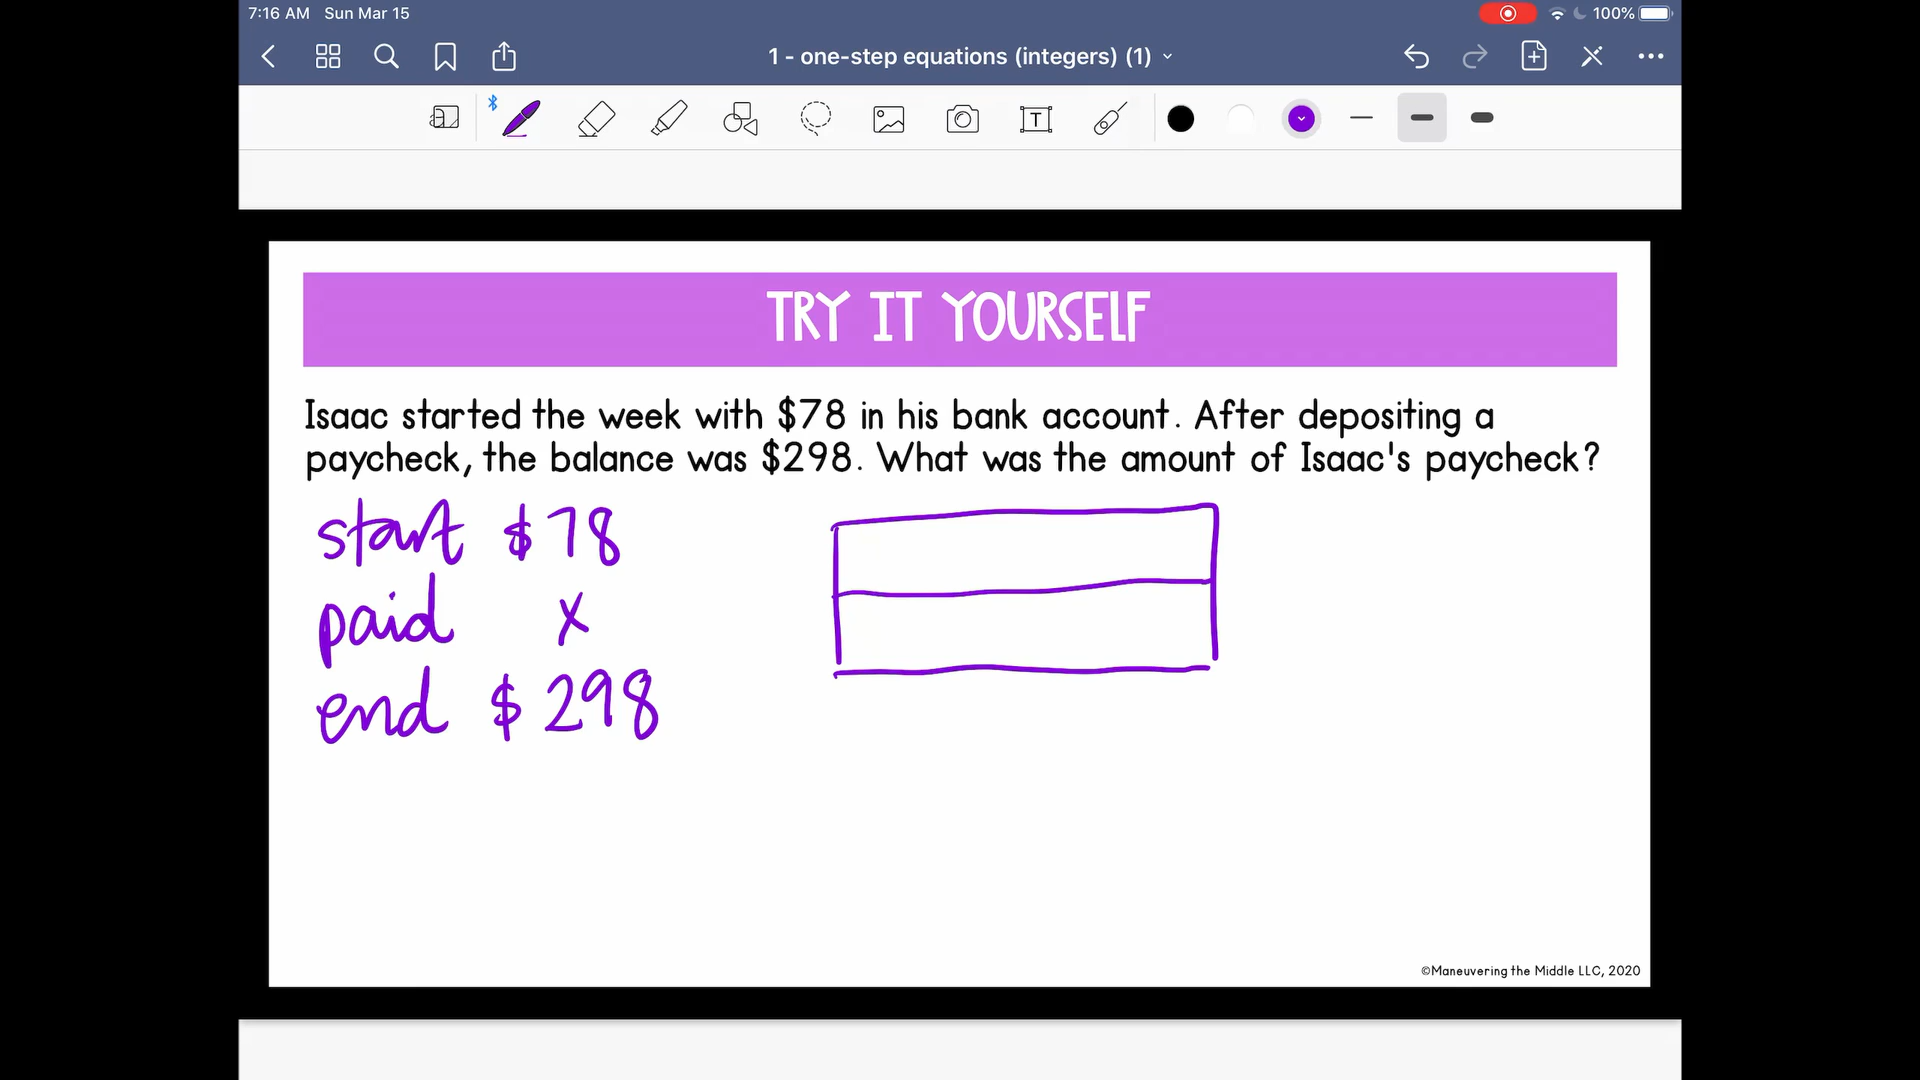 7:16 AM Sun Mar 15
100%
1 - one-step equations (integers) (1)
T
TRY IT YOURSELF
Isaac started the week with $78 in his bank account. After depositing a
paycheck, the balance was $298. What was the amount of Isaac's paycheck?
start $78
paid x
end $298
©Maneuvering the Middle LLC, 2020